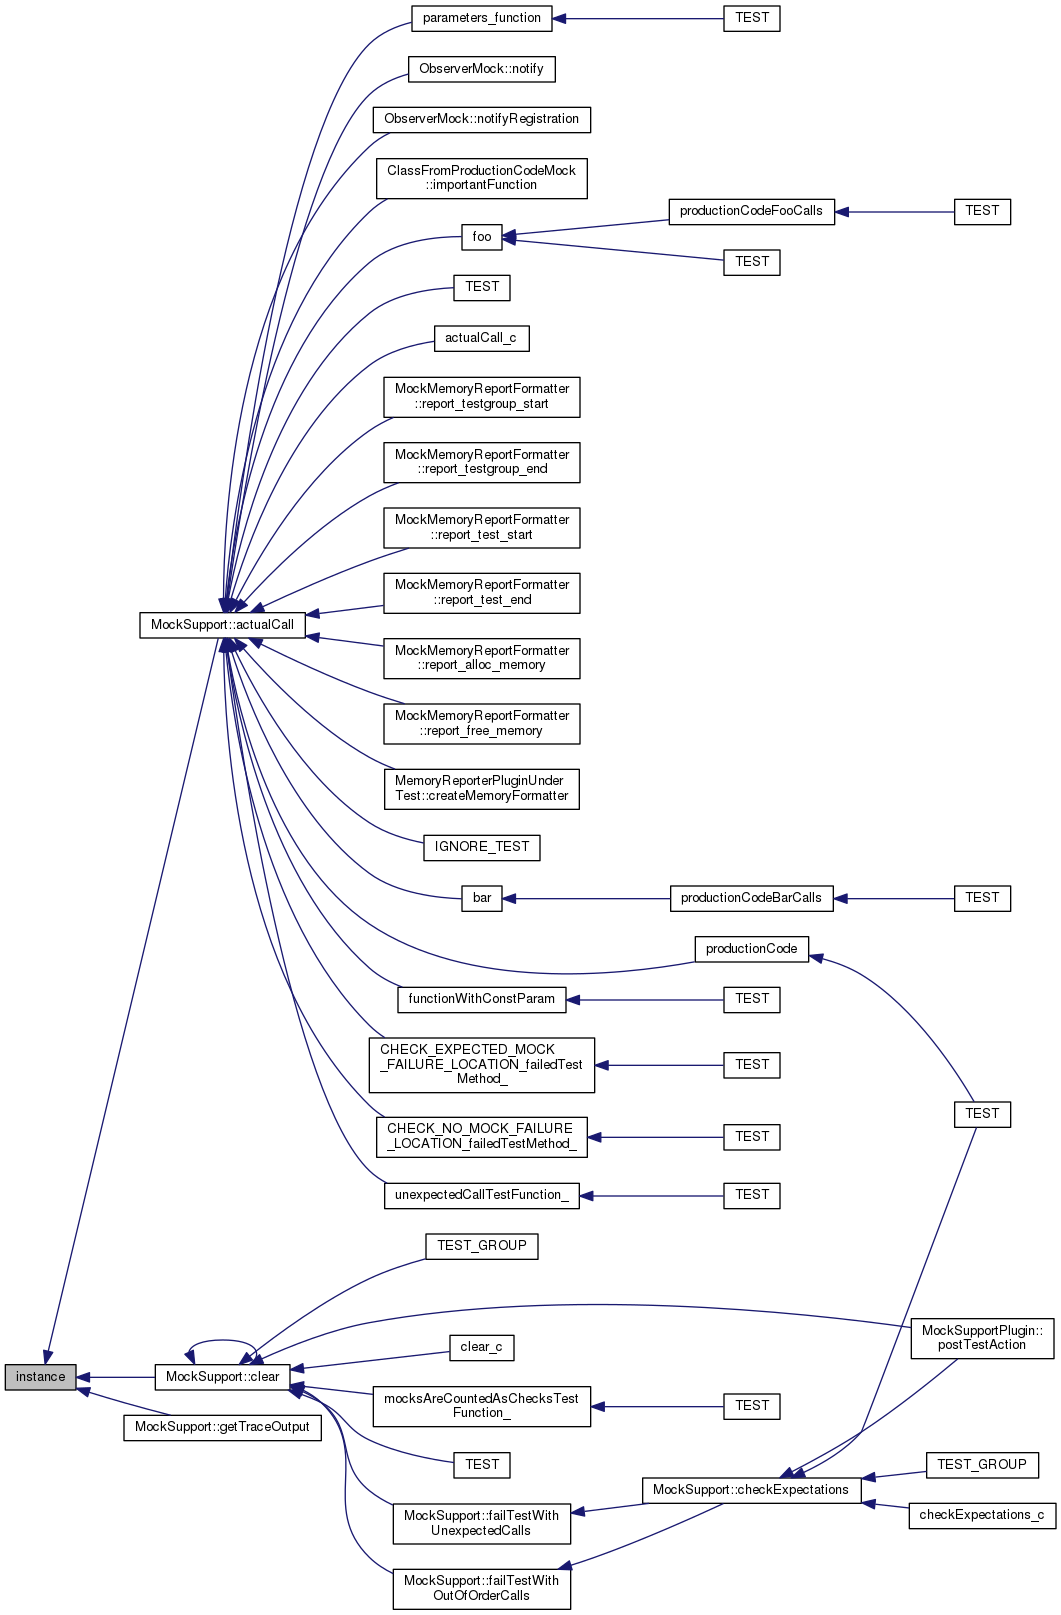 parameters_function
TEST
ObserverMock::notify
ObserverMock::notifyRegistration
ClassFromProductionCodeMock
::importantFunction
productionCodeFooCalls
TEST
foo
TEST
TEST
actualCall_c
MockMemoryReportFormatter
::report_testgroup_start
MockMemoryReportFormatter
::report_testgroup_end
MockMemoryReportFormatter
::report_test_start
MockMemoryReportFormatter
::report_test_end
MockSupport::actualCall
MockMemoryReportFormatter
::report_alloc_memory
MockMemoryReportFormatter
::report_free_memory
MemoryReporterPluginUnder
Test::createMemoryFormatter
IGNORE_TEST
bar
productionCodeBarCalls
TEST
productionCode
functionWithConstParam
TEST
CHECK_EXPECTED_MOCK
_FAILURE_LOCATION_failedTest
Method_
TEST
TEST
CHECK_NO_MOCK_FAILURE
_LOCATION_failedTestMethod_
TEST
unexpectedCallTestFunction_
TEST
TEST_GROUP
MockSupportPlugin::
postTestAction
clear_c
instance
MockSupport::clear
mocksAreCountedAsChecksTest
Function_
TEST
MockSupport::getTraceOutput
TEST
TEST_GROUP
MockSupport::checkExpectations
checkExpectations_c
MockSupport::failTestWith
UnexpectedCalls
MockSupport::failTestWith
OutOfOrderCalls